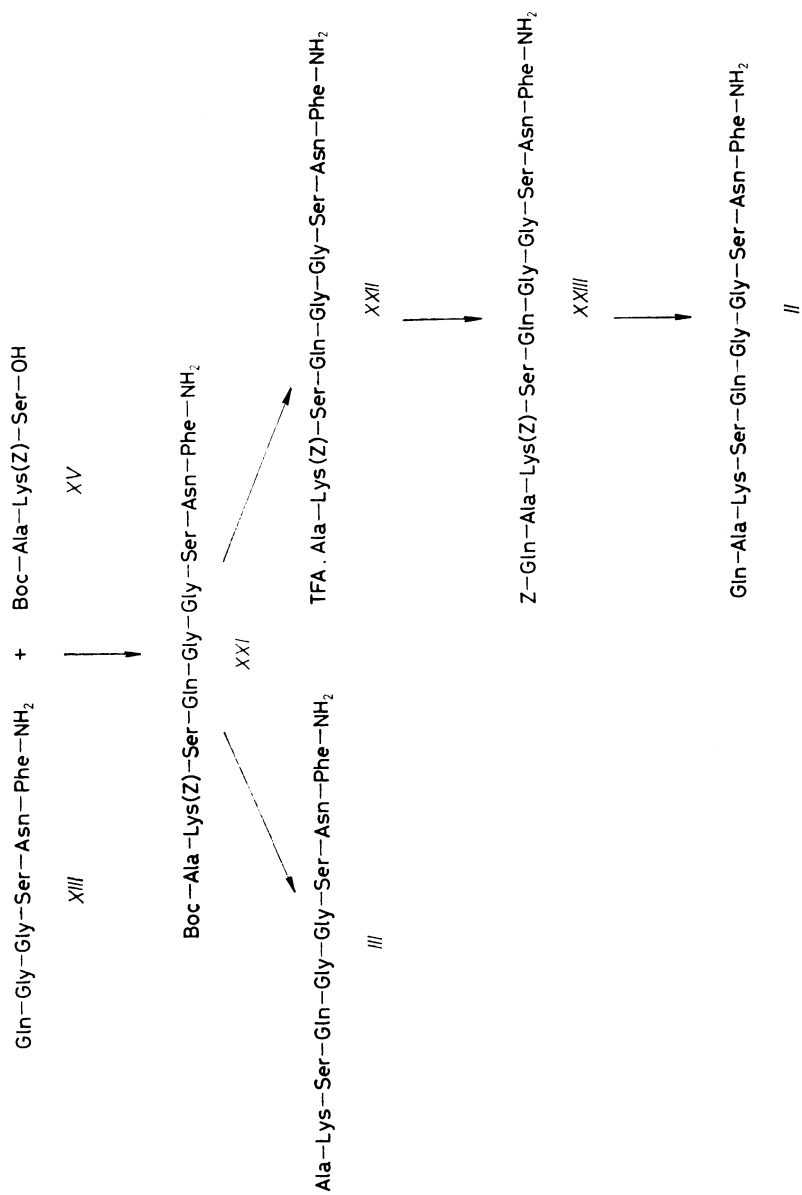 Gln—Gly—Gly—Ser—Asn—Phe—NH₂ + Boc—Ala—Lys(Z)—Ser—OH
XIII XV
Boc—Ala—Lys(Z)—Ser—Gln—Gly—Gly—Ser—Asn—Phe—NH₂
XXI
Ala—Lys—Ser—Gln—Gly—Gly—Ser—Asn—Phe—NH₂ TFA . Ala—Lys(Z)—Ser—Gln—Gly—Gly—Ser—Asn—Phe—NH₂
III XXII
Z—Gln—Ala—Lys(Z)—Ser—Gln—Gly—Gly—Ser—Asn—Phe—NH₂
XXIII
Gln—Ala—Lys—Ser—Gln—Gly—Gly—Ser—Asn—Phe—NH₂
II